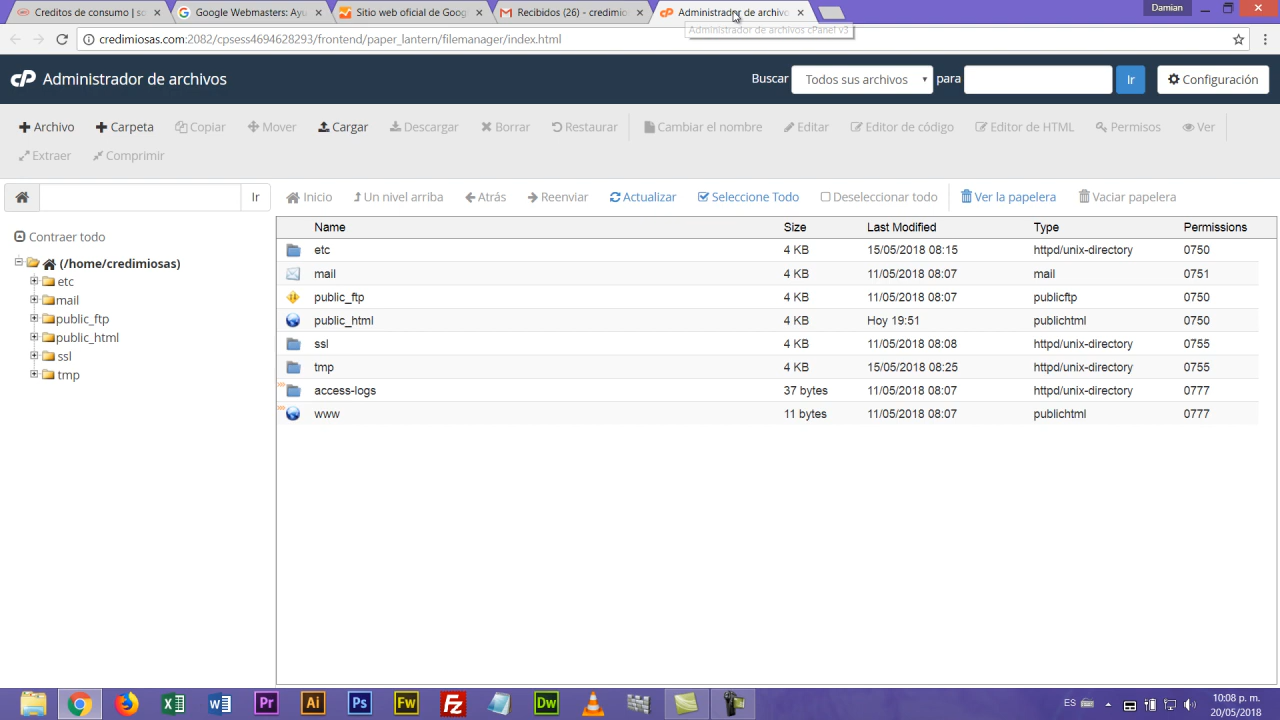 Creditos de consumo | so
Google Webmasters: Ayu
Sitio web oficial de Goog
Recibidos (26) - credimio
Administrador de archivo
Damian
Administrador de archivos cPanel v3
credimiosas.com:2082/cpsess4694628293/frontend/paper_lantern/filemanager/index.html
cP Administrador de archivos
Buscar Todos sus archivos para Ir Configuración
Archivo Carpeta Copiar Mover Cargar Descargar Borrar Restaurar Cambiar el nombre Editar Editor de código Editor de HTML Permisos Ver
Extraer Comprimir
Ir Inicio Un nivel arriba Atrás Reenviar Actualizar Seleccione Todo Deseleccionar todo Ver la papelera Vaciar papelera
Contraer todo
(/home/credimiosas)
etc
mail
public_ftp
public_html
ssl
tmp
Name Size Last Modified Type Permissions
etc 4 KB 15/05/2018 08:15 httpd/unix-directory 0750
mail 4 KB 11/05/2018 08:07 mail 0751
public_ftp 4 KB 11/05/2018 08:07 publicftp 0750
public_html 4 KB Hoy 19:51 publichtml 0750
ssl 4 KB 11/05/2018 08:08 httpd/unix-directory 0755
tmp 4 KB 15/05/2018 08:25 httpd/unix-directory 0755
access-logs 37 bytes 11/05/2018 08:07 httpd/unix-directory 0777
www 11 bytes 11/05/2018 08:07 publichtml 0777
Pr Ai Ps Fw Fz Dw
ES
10:08 p. m.
20/05/2018